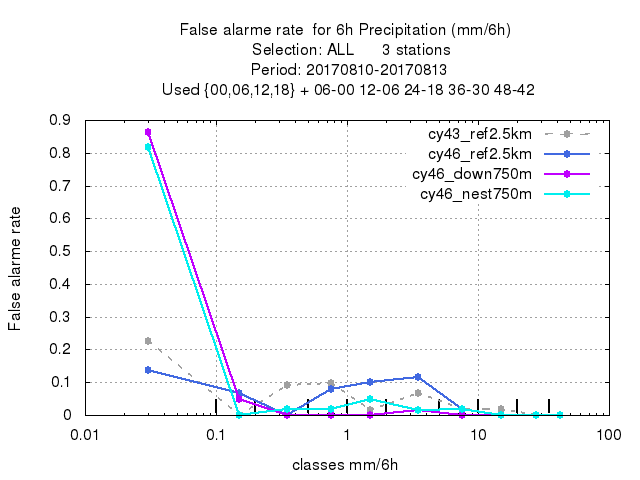 False alarme rate  for 6h Precipitation (mm/6h)
Selection: ALL      3 stations
Period: 20170810-20170813
Used {00,06,12,18} + 06-00 12-06 24-18 36-30 48-42
cy43_ref2.5km
cy46_ref2.5km
cy46_down750m
cy46_nest750m
0.9
0.8
0.7
0.6
0.5
0.4
0.3
0.2
0.1
0
False alarme rate
0.01 0.1 1 10 100
classes mm/6h